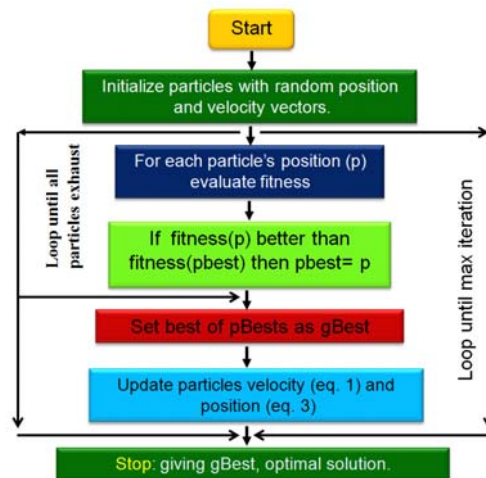 Start
Initialize particles with random position
and velocity vectors.
For each particle's position (p)
evaluate fitness
Loop until all
particles exhaust
If fitness(p) better than
fitness(pbest) then pbest= p
Loop until max iteration
Set best of pBests as gBest
Update particles velocity (eq. 1) and
position (eq. 3)
Stop: giving gBest, optimal solution.